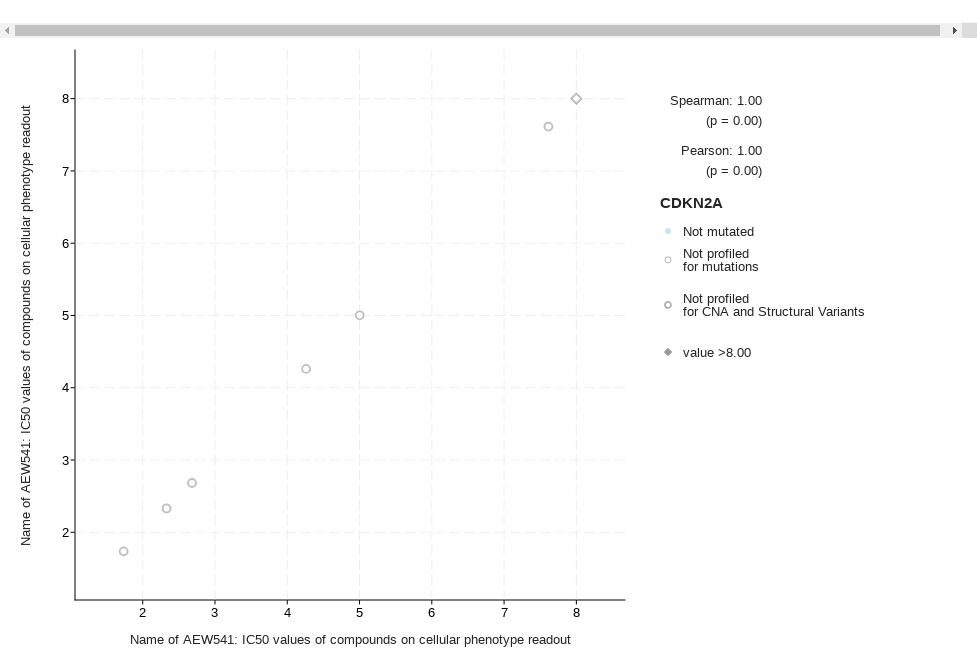 Name of AEW541: IC50 values of compounds on cellular phenotype readout
8
7
6
5
4
3
2
2 3 4 5 6 7 8
Name of AEW541: IC50 values of compounds on cellular phenotype readout
Spearman: 1.00
(p = 0.00)
Pearson: 1.00
(p = 0.00)
CDKN2A
Not mutated
Not profiled
for mutations
Not profiled
for CNA and Structural Variants
value >8.00